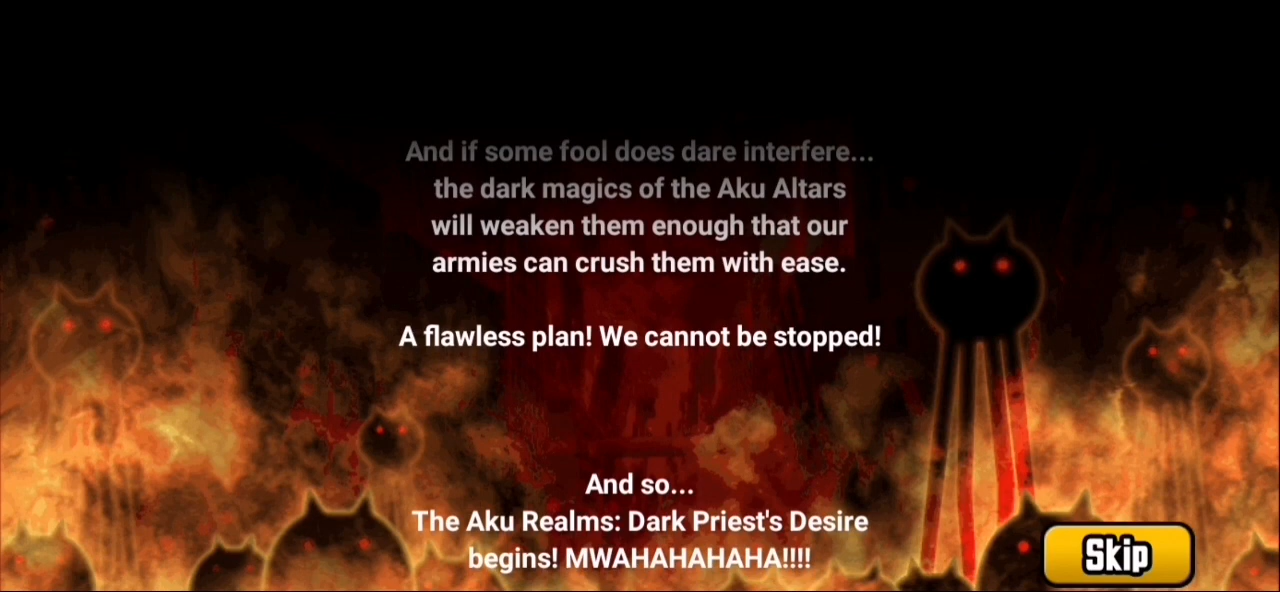 And if some fool does dare interfere...
the dark magics of the Aku Altars
will weaken them enough that our
armies can crush them with ease.
A flawless plan! We cannot be stopped!
And so...
The Aku Realms: Dark Priest's Desire
begins! MWAHAHAHAHA!!!!
Skip